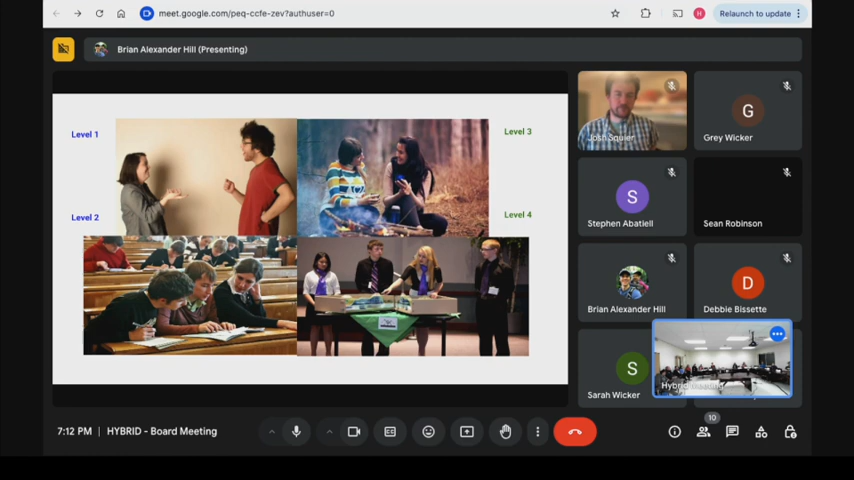 meet.google.com/peq-ccfe-zev?authuser=0
H
Relaunch to update
Brian Alexander Hill (Presenting)
Level 1
Level 3
Level 2
Level 4
Josh Squier
G
Grey Wicker
S
Stephen Abatiell
Sean Robinson
Brian Alexander Hill
D
Debbie Bissette
S
Sarah Wicker
Hybrid Meeting
7:12 PM | HYBRID - Board Meeting
10